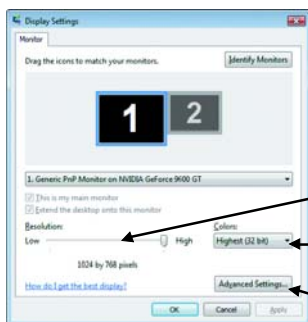 Display Settings
Monitor
Drag the icons to match your monitors.
Identify Monitors
1
2
1. Generic PnP Monitor on NVIDIA GeForce 9600 GT
This is my main monitor
Extend the desktop onto this monitor
Resolution:
Colors:
Low
High
Highest (32 bit)
1024 by 768 pixels
How do I get the best display?
Advanced Settings...
OK
Cancel
Apply